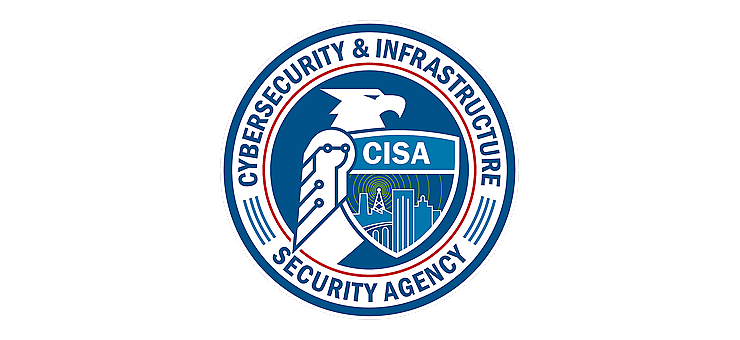 CYBERSECURITY & INFRASTRUCTURE
CISA
SECURITY AGENCY